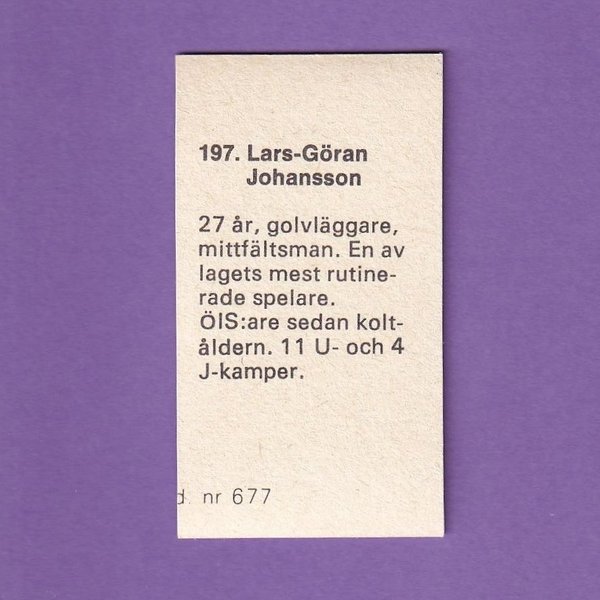 197. Lars-Göran
Johansson
27 år, golvläggare,
mittfältsman. En av
lagets mest rutine-
rade spelare.
ÖIS:are sedan kolt-
åldern. 11 U- och 4
J-kamper.
d. nr 677